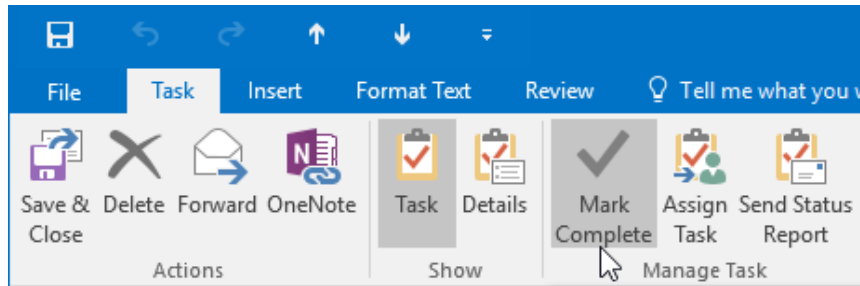 File Task Insert Format Text Review Tell me what you
Save & Close Delete Forward OneNote Task Details Mark Complete Assign Task Send Status Report
Actions Show Manage Task